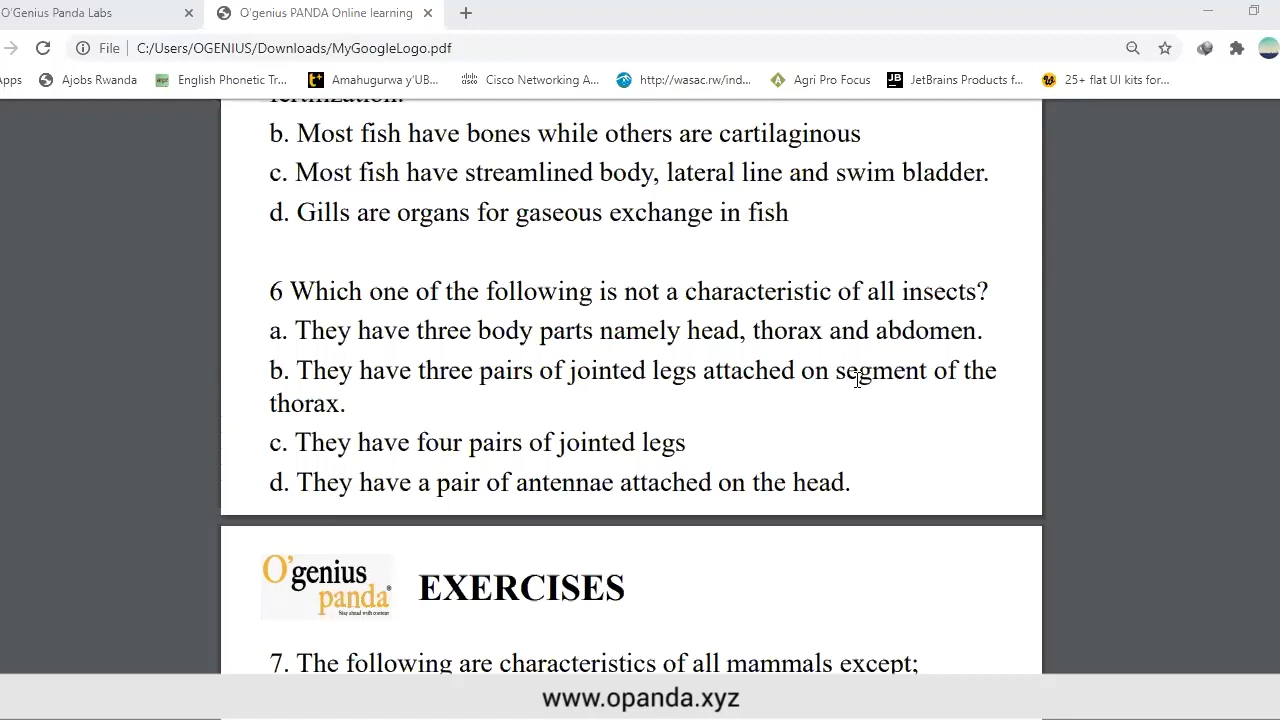 O'Genius Panda Labs
O'genius PANDA Online learning
File
C:/Users/OGENIUS/Downloads/MyGoogleLogo.pdf
pps
Ajobs Rwanda
English Phonetic Tr...
Amahugurwa y'UB...
Cisco Networking A...
http://wasac.rw/ind...
Agri Pro Focus
JetBrains Products f...
25+ flat UI kits for...
fertilization.
b. Most fish have bones while others are cartilaginous
c. Most fish have streamlined body, lateral line and swim bladder.
d. Gills are organs for gaseous exchange in fish
6 Which one of the following is not a characteristic of all insects?
a. They have three body parts namely head, thorax and abdomen.
b. They have three pairs of jointed legs attached on segment of the
thorax.
c. They have four pairs of jointed legs
d. They have a pair of antennae attached on the head.
O'genius
panda®
Stay ahead with content
EXERCISES
7. The following are characteristics of all mammals except;
www.opanda.xyz